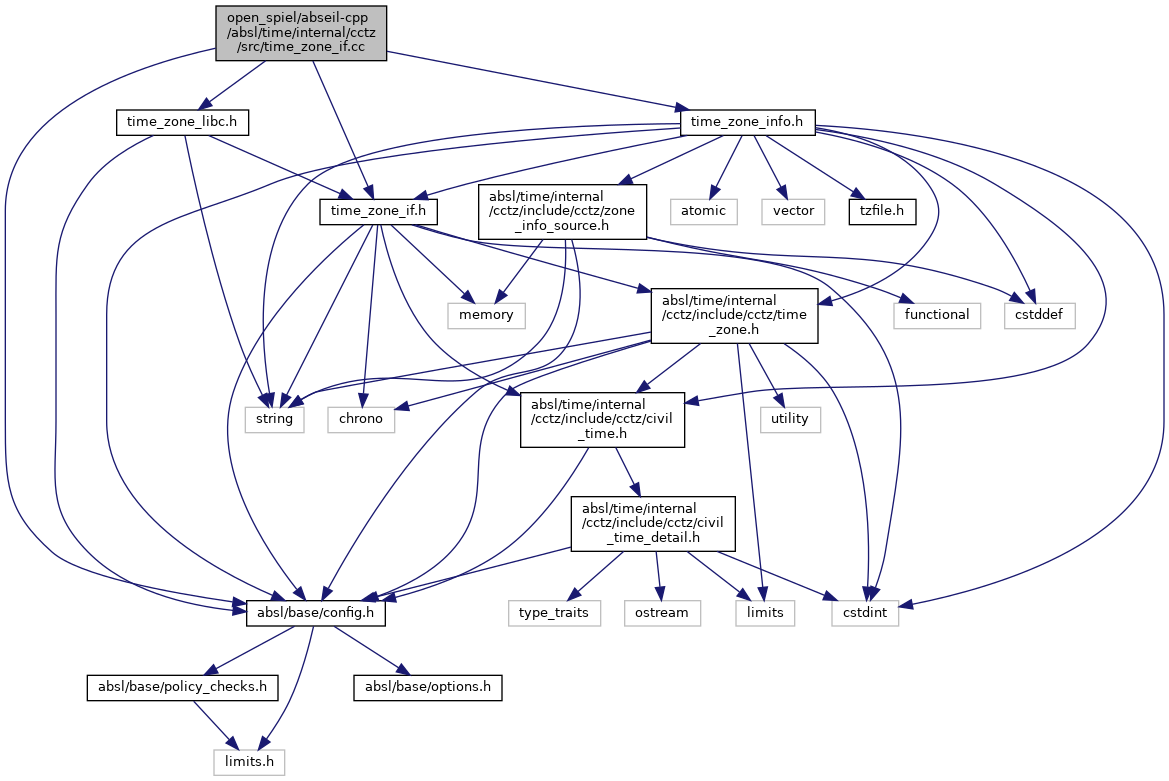 open_spiel/abseil-cpp
/absl/time/internal/cctz
/src/time_zone_if.cc
time_zone_libc.h
time_zone_info.h
time_zone_if.h
absl/time/internal
/cctz/include/cctz/zone
_info_source.h
atomic
vector
tzfile.h
memory
absl/time/internal
/cctz/include/cctz/time
_zone.h
functional
cstddef
string
chrono
absl/time/internal
/cctz/include/cctz/civil
_time.h
utility
absl/time/internal
/cctz/include/cctz/civil
_time_detail.h
absl/base/config.h
type_traits
ostream
limits
cstdint
absl/base/policy_checks.h
absl/base/options.h
limits.h